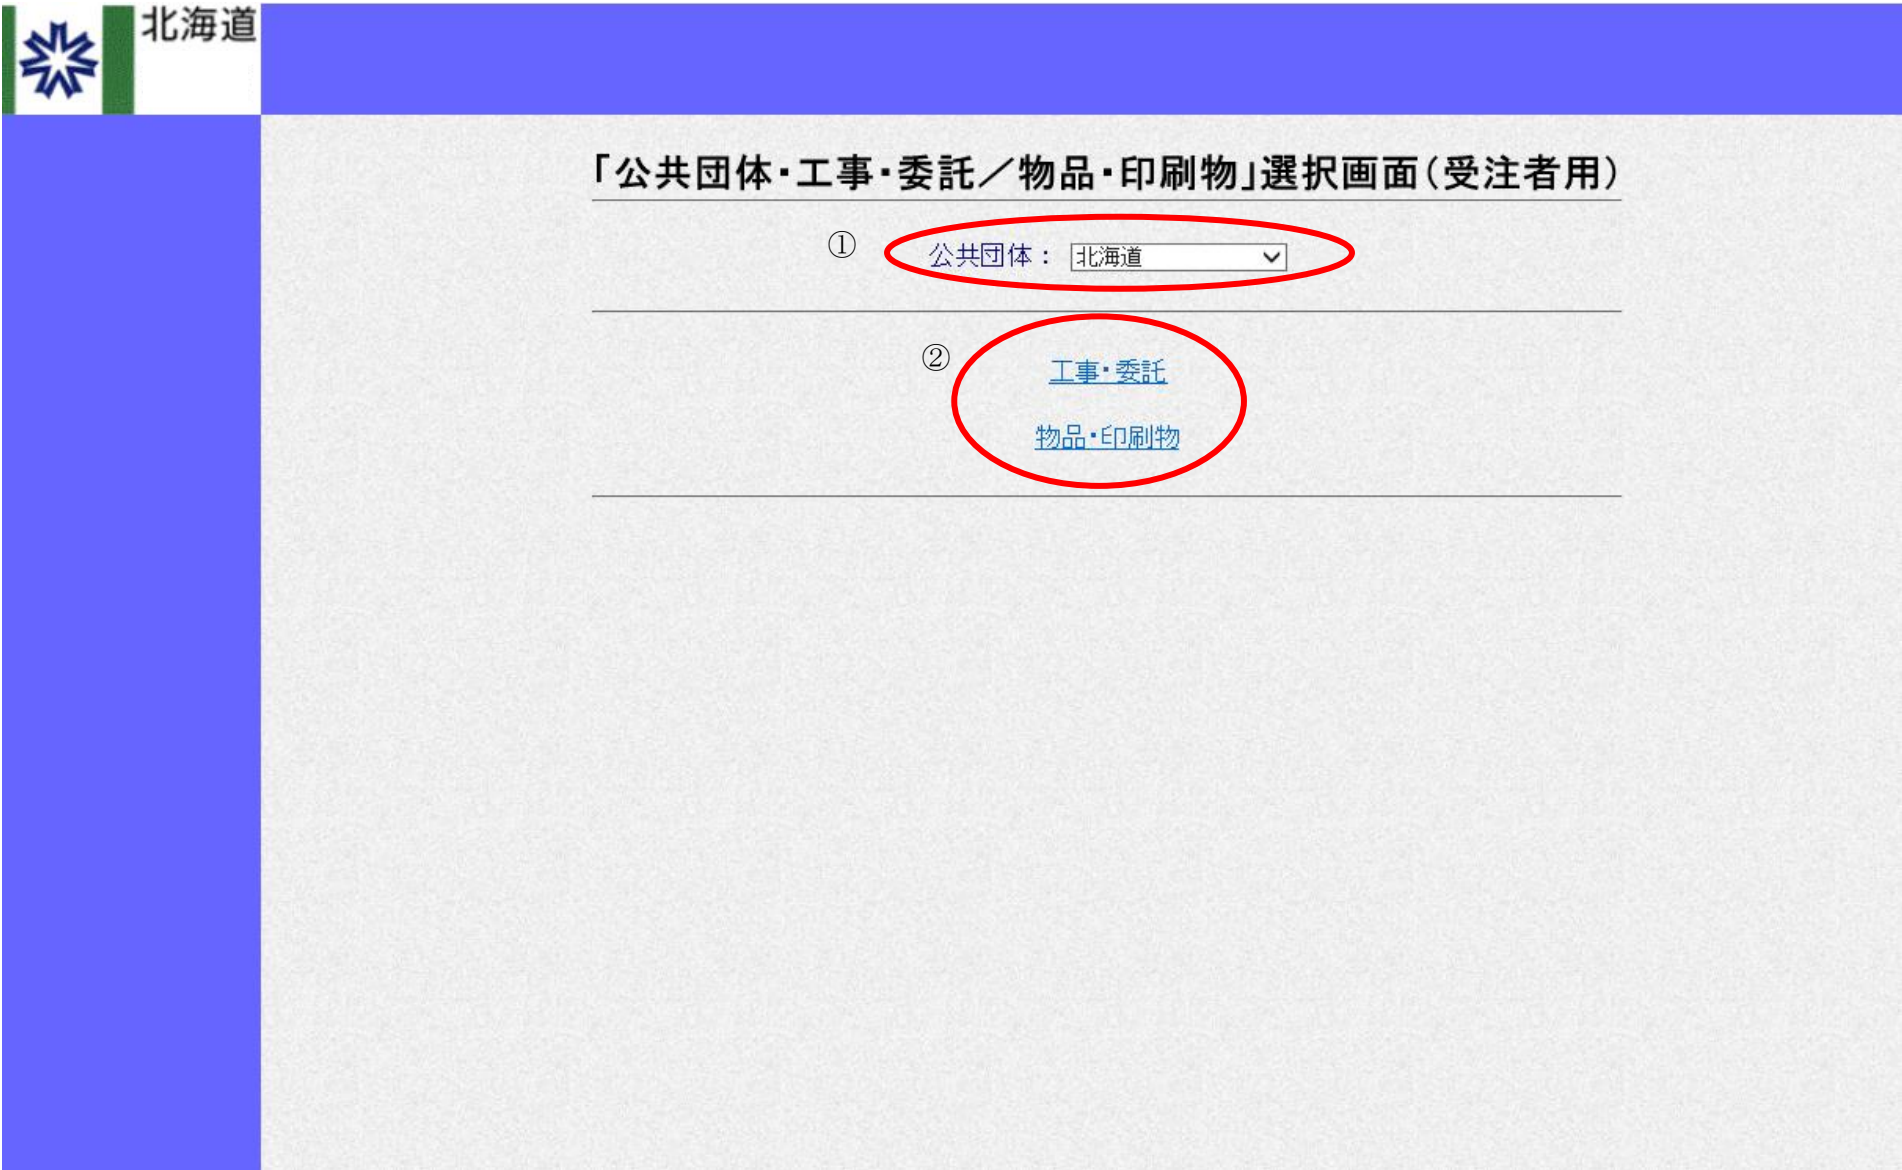 北海道
「公共団体・工事・委託／物品・印刷物」選択画面（受注者用）
① 公共団体： 北海道
② 工事・委託
物品・印刷物